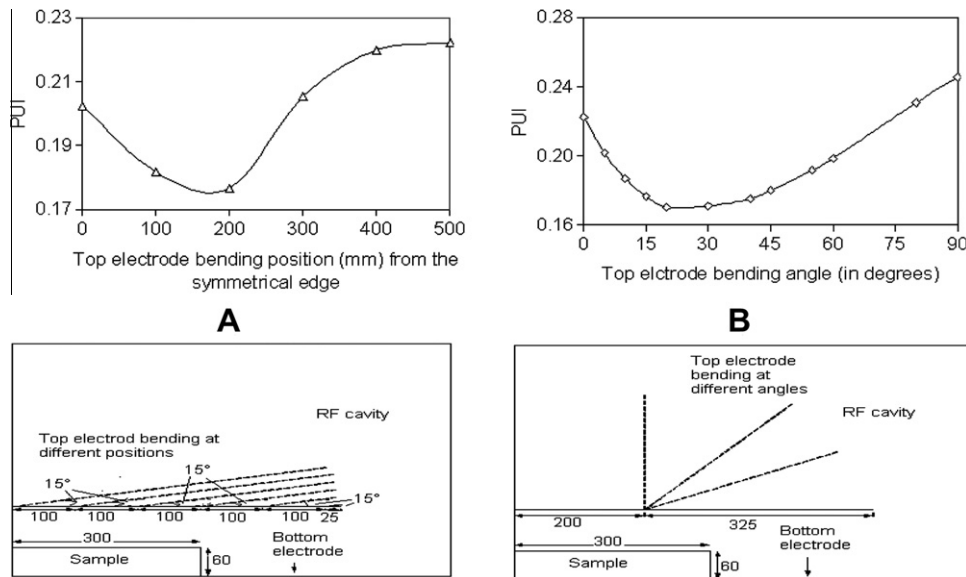 0.23
0.21
0.19
0.17
PUI
0 100 200 300 400 500
Top electrode bending position (mm) from the
symmetrical edge
A
0.28
0.24
0.20
0.16
PUI
0 15 30 45 60 75 90
Top elctrode bending angle (in degrees)
B
RF cavity
Top electrod bending at
different positions
15°
15°
15°
15°
100 100 100 100 100 25
300
Sample
60
Bottom
electrode
Top electrode
bending at
different angles
RF cavity
200
325
300
Sample
60
Bottom
electrode